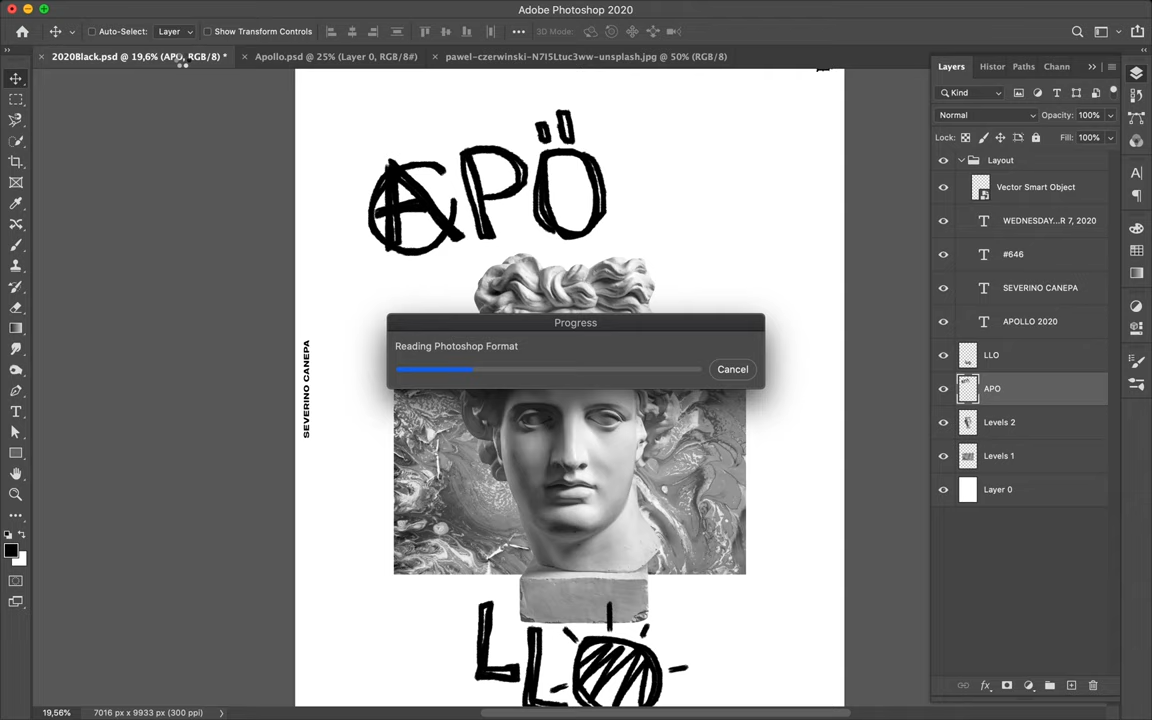 Adobe Photoshop 2020
Auto-Select: Layer Show Transform Controls 3D Mode:
2020Black.psd @ 19,6% (APO, RGB/8) * Apollo.psd @ 25% (Layer 0, RGB/8#) pawel-czerwinski-N7I5Ltuc3ww-unsplash.jpg @ 50% (RGB/8)
Layers Histor Paths Chann
Kind
Normal Opacity: 100%
Lock: Fill: 100%
Layout
Vector Smart Object
WEDNESDAY...R 7, 2020
#646
SEVERINO CANEPA
APOLLO 2020
LLO
APO
Levels 2
Levels 1
Layer 0
APÖ
Progress
Reading Photoshop Format
Cancel
SEVERINO CANEPA
LLO
19,56% 7016 px x 9933 px (300 ppi)